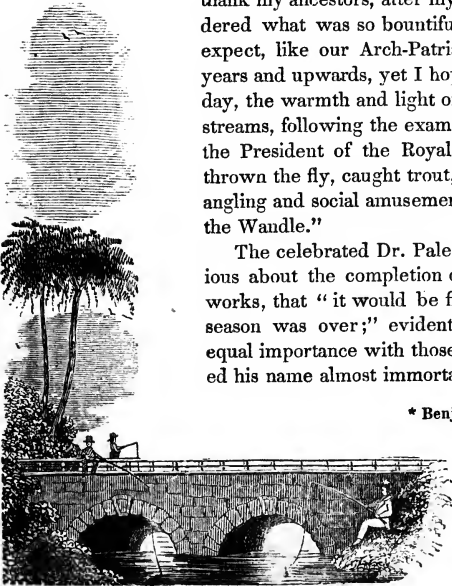 thank my ancestors, after my
dered what was so bountifu
expect, like our Arch-Patri
years and upwards, yet I ho
day, the warmth and light o
streams, following the exam
the President of the Royal
thrown the fly, caught trout,
angling and social amusemen
the Wandle.”
The celebrated Dr. Pale
ious about the completion o
works, that “ it would be f
season was over ;” evident
equal importance with those
ed his name almost immorta
* Benj